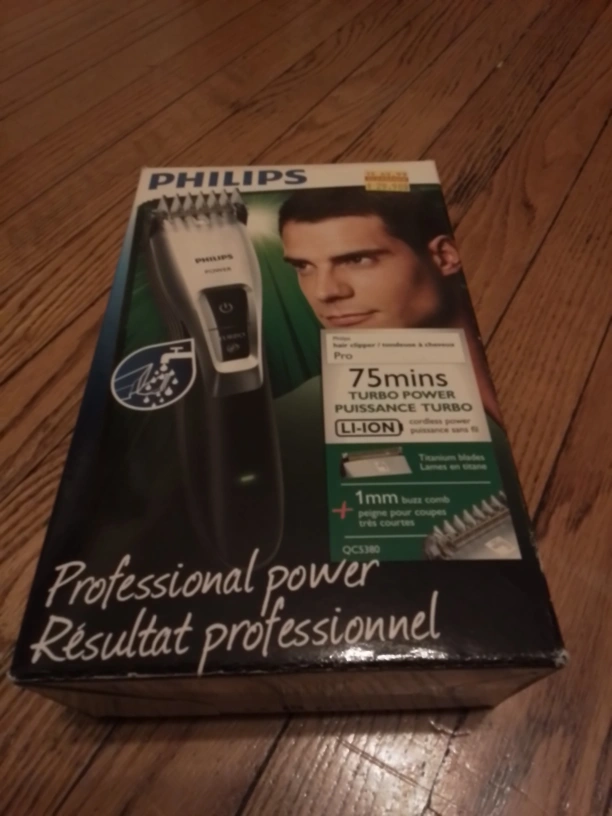 PHILIPS
PHILIPS
POWER
TURBO
Philips
hair clipper / tondeuse à cheveux
Pro
75mins
TURBO POWER
PUISSANCE TURBO
LI-ION
cordless power
puissance sans fil
Titanium blades
Lames en titane
+
1mm buzz comb
peigne pour coupes
très courtes
QC5380
Professional power
Résultat professionnel